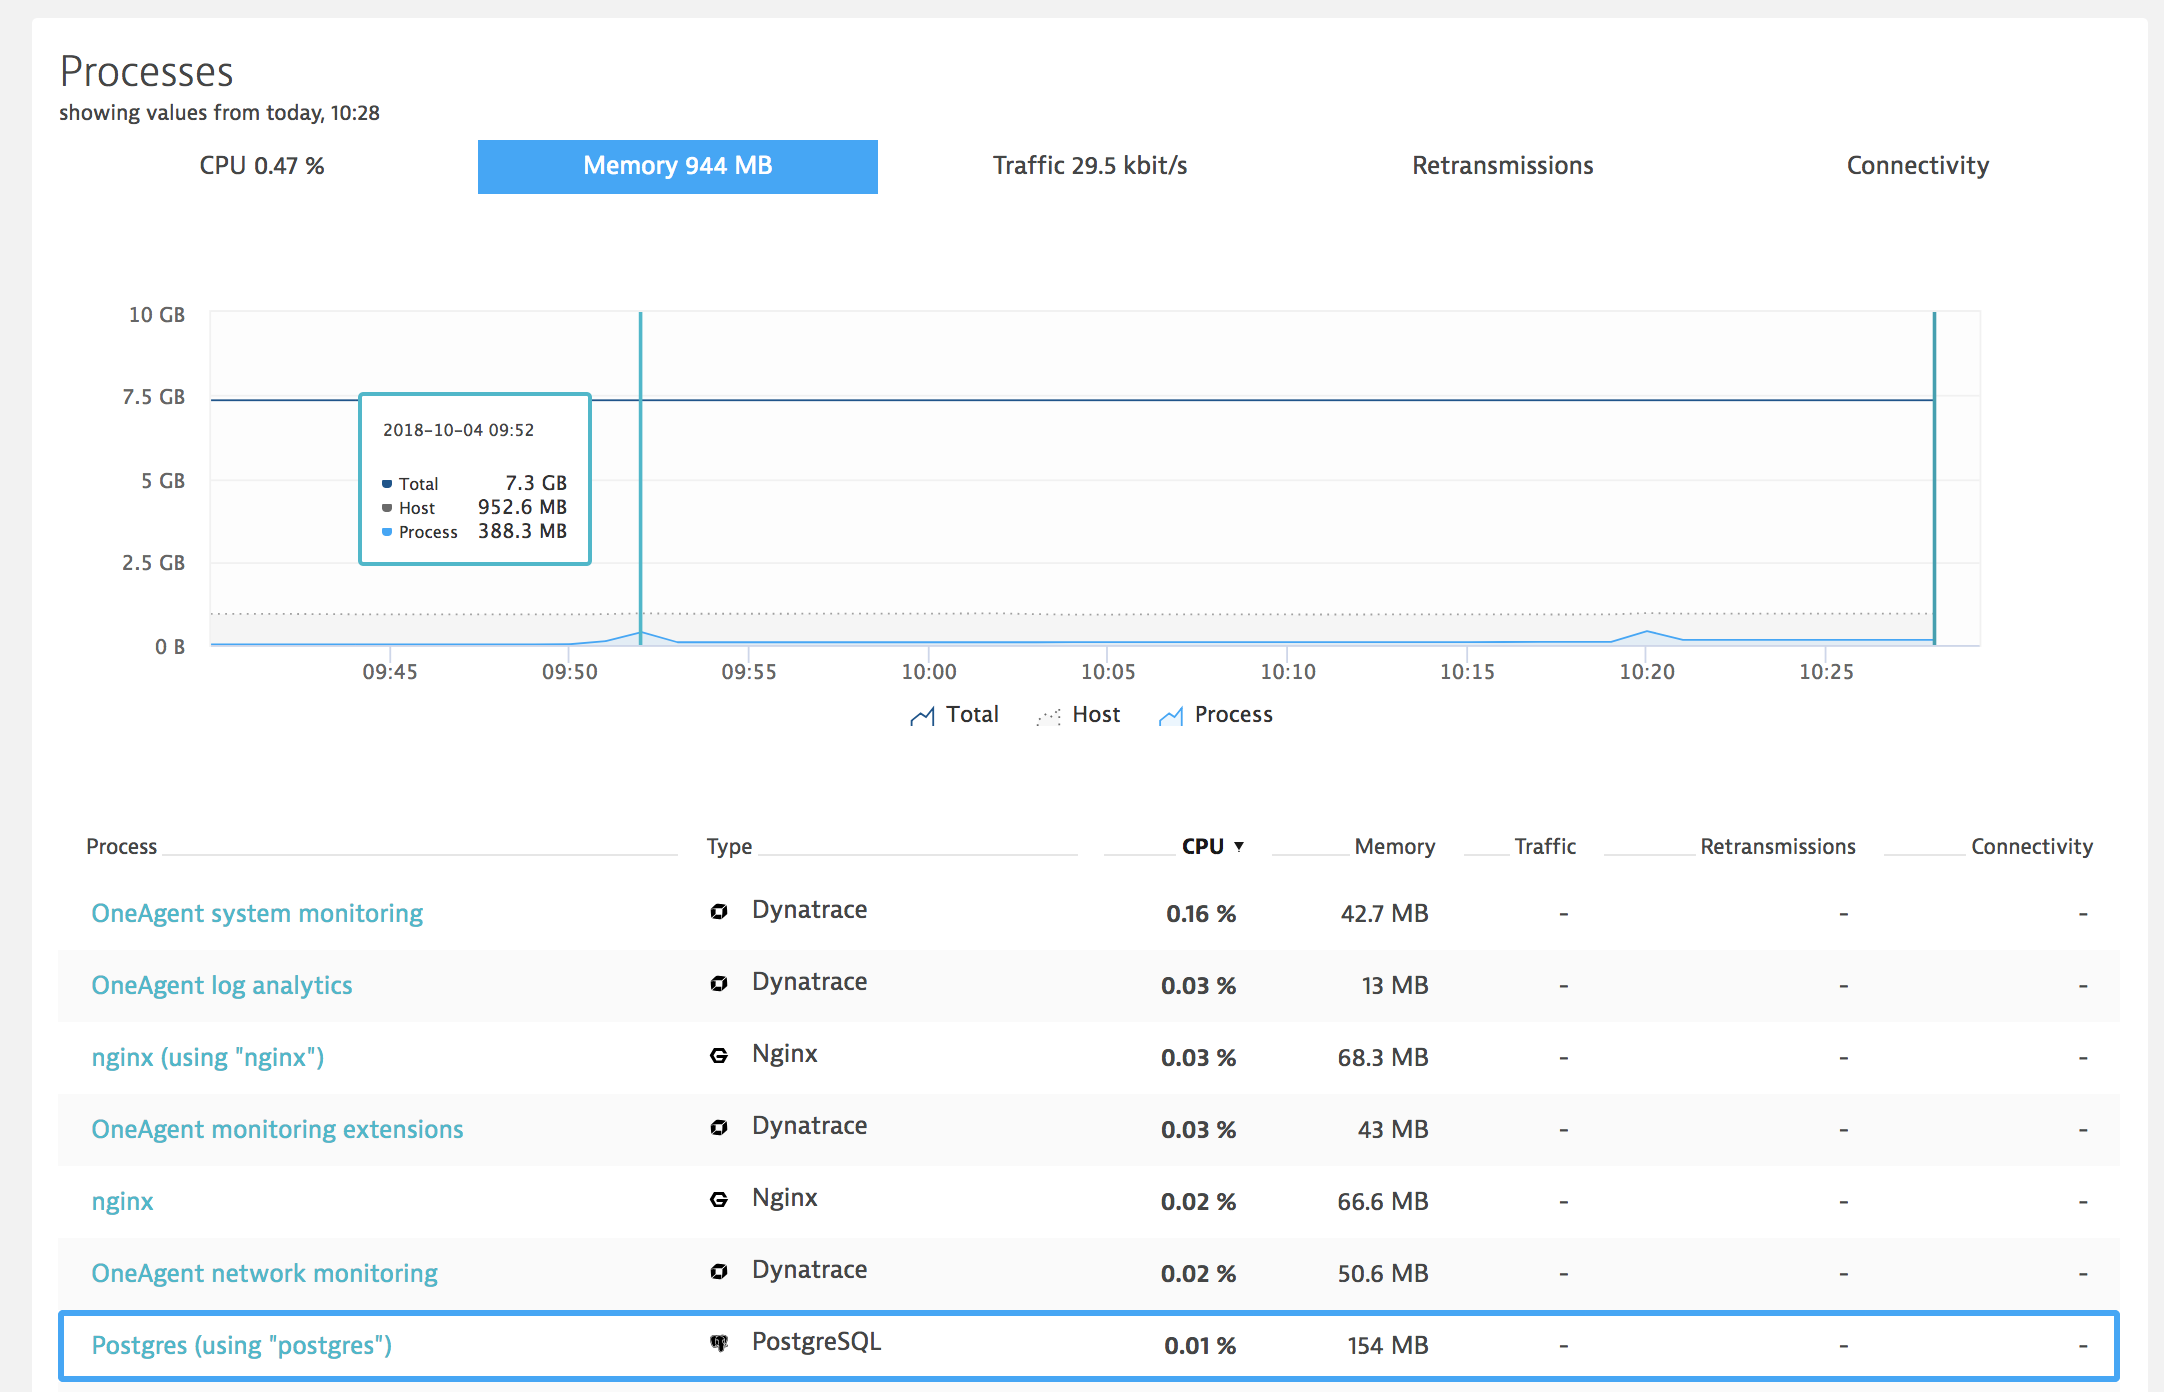 Processes
showing values from today, 10:28
CPU 0.47 % Memory 944 MB Traffic 29.5 kbit/s Retransmissions Connectivity
10 GB
7.5 GB
5 GB
2.5 GB
0 B
2018-10-04 09:52
Total 7.3 GB
Host 952.6 MB
Process 388.3 MB
09:45 09:50 09:55 10:00 10:05 10:10 10:15 10:20 10:25
Total Host Process
Process Type CPU ▼ Memory Traffic Retransmissions Connectivity
OneAgent system monitoring Dynatrace 0.16 % 42.7 MB - - -
OneAgent log analytics Dynatrace 0.03 % 13 MB - - -
nginx (using "nginx") Nginx 0.03 % 68.3 MB - - -
OneAgent monitoring extensions Dynatrace 0.03 % 43 MB - - -
nginx Nginx 0.02 % 66.6 MB - - -
OneAgent network monitoring Dynatrace 0.02 % 50.6 MB - - -
Postgres (using "postgres") PostgreSQL 0.01 % 154 MB - - -